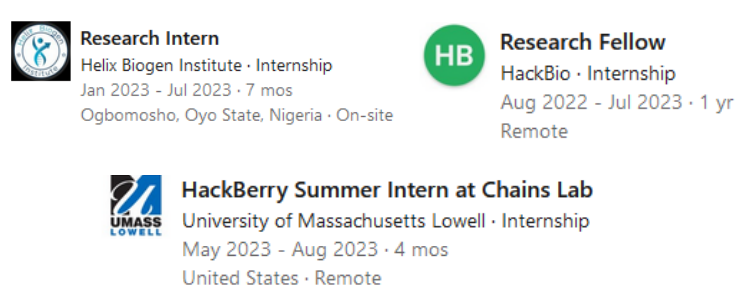 Helix Biogen
Institute
Research Intern
Helix Biogen Institute · Internship
Jan 2023 - Jul 2023 · 7 mos
Ogbomosho, Oyo State, Nigeria · On-site
HB
Research Fellow
HackBio · Internship
Aug 2022 - Jul 2023 · 1 yr
Remote
UMASS
LOWELL
HackBerry Summer Intern at Chains Lab
University of Massachusetts Lowell · Internship
May 2023 - Aug 2023 · 4 mos
United States · Remote